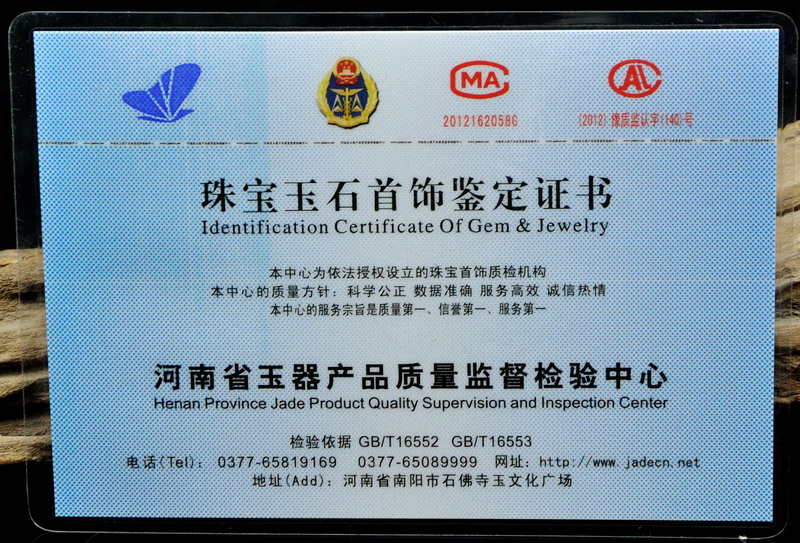 MA
AL
2012162058G
(2012)豫质监认字(140)号
珠宝玉石首饰鉴定证书
Identification Certificate Of Gem & Jewelry
本中心为依法授权设立的珠宝首饰质检机构
本中心的质量方针：科学公正 数据准确 服务高效 诚信热情
本中心的服务宗旨是质量第一、信誉第一、服务第一
河南省玉器产品质量监督检验中心
Henan Province Jade Product Quality Supervision and Inspection Center
检验依据 GB/T16552 GB/T16553
电话(Tel)： 0377-65819169 0377-65089999 网址：http://www.jadecn.net
地址(Add)：河南省南阳市石佛寺玉文化广场